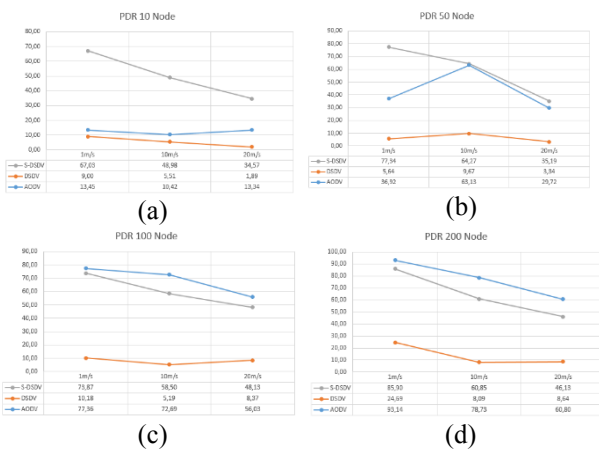 PDR 10 Node
80,00
70,00
60,00
50,00
40,00
30,00
20,00
10,00
0,00
1m/s 10m/s 20m/s
S-DSDV 67,03 48,98 34,57
DSDV 9,00 5,51 1,89
AODV 13,45 10,42 13,34
(a)
PDR 50 Node
90,00
80,00
70,00
60,00
50,00
40,00
30,00
20,00
10,00
0,00
1m/s 10m/s 20m/s
S-DSDV 77,34 64,27 35,19
DSDV 5,64 9,67 3,34
AODV 36,92 63,13 29,72
(b)
PDR 100 Node
90,00
80,00
70,00
60,00
50,00
40,00
30,00
20,00
10,00
0,00
1m/s 10m/s 20m/s
S-DSDV 73,87 58,50 48,13
DSDV 10,18 5,19 8,37
AODV 77,36 72,69 56,03
(c)
PDR 200 Node
100,00
90,00
80,00
70,00
60,00
50,00
40,00
30,00
20,00
10,00
0,00
1m/s 10m/s 20m/s
S-DSDV 85,90 60,85 46,13
DSDV 24,69 8,09 8,64
AODV 93,14 78,73 60,80
(d)